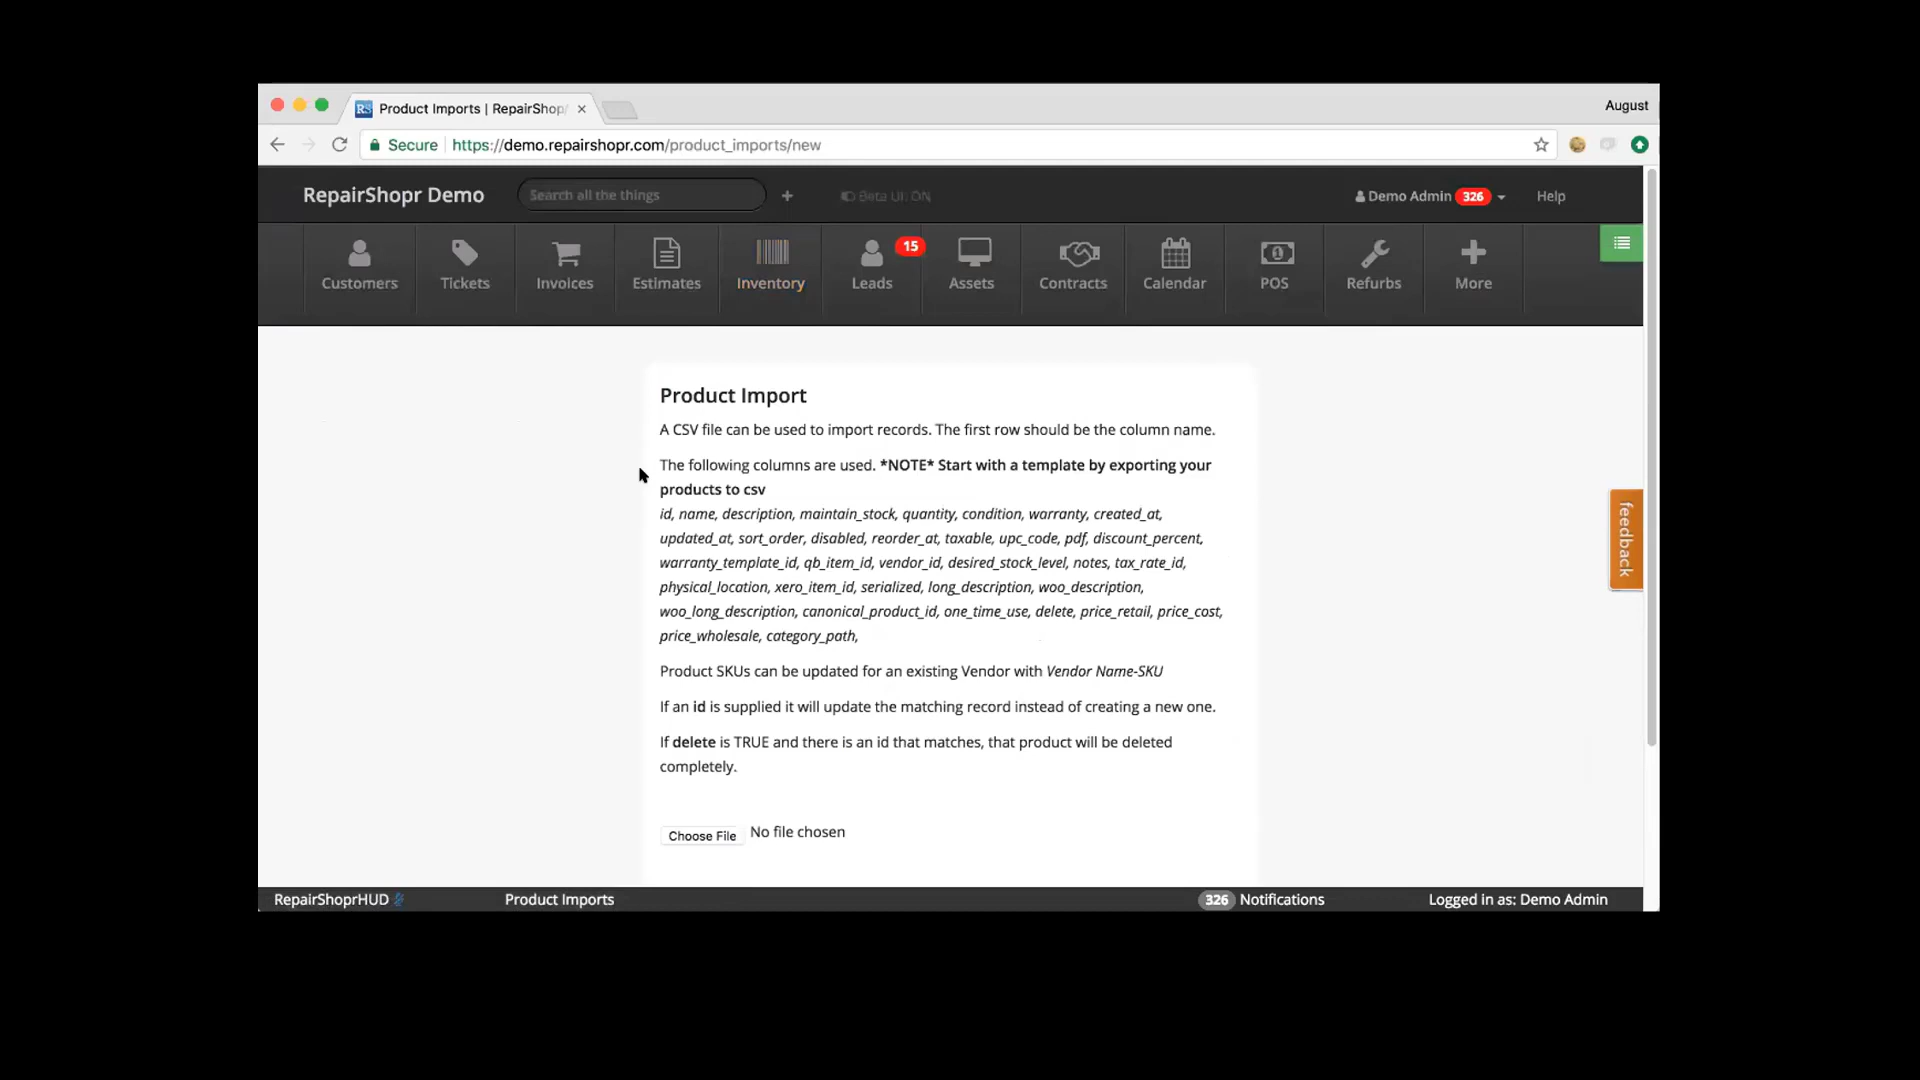 Product Imports | RepairShop
August
Secure https://demo.repairshopr.com/product_imports/new
RepairShopr Demo Search all the things Beta UI: ON Demo Admin 326 Help
Customers Tickets Invoices Estimates Inventory Leads 15 Assets Contracts Calendar POS Refurbs More
Product Import
A CSV file can be used to import records. The first row should be the column name.
The following columns are used. *NOTE* Start with a template by exporting your
products to csv
id, name, description, maintain_stock, quantity, condition, warranty, created_at,
updated_at, sort_order, disabled, reorder_at, taxable, upc_code, pdf, discount_percent,
warranty_template_id, qb_item_id, vendor_id, desired_stock_level, notes, tax_rate_id,
physical_location, xero_item_id, serialized, long_description, woo_description,
woo_long_description, canonical_product_id, one_time_use, delete, price_retail, price_cost,
price_wholesale, category_path,
Product SKUs can be updated for an existing Vendor with Vendor Name-SKU
If an id is supplied it will update the matching record instead of creating a new one.
If delete is TRUE and there is an id that matches, that product will be deleted
completely.
Choose File No file chosen
feedback
RepairShoprHUD Product Imports 326 Notifications Logged in as: Demo Admin